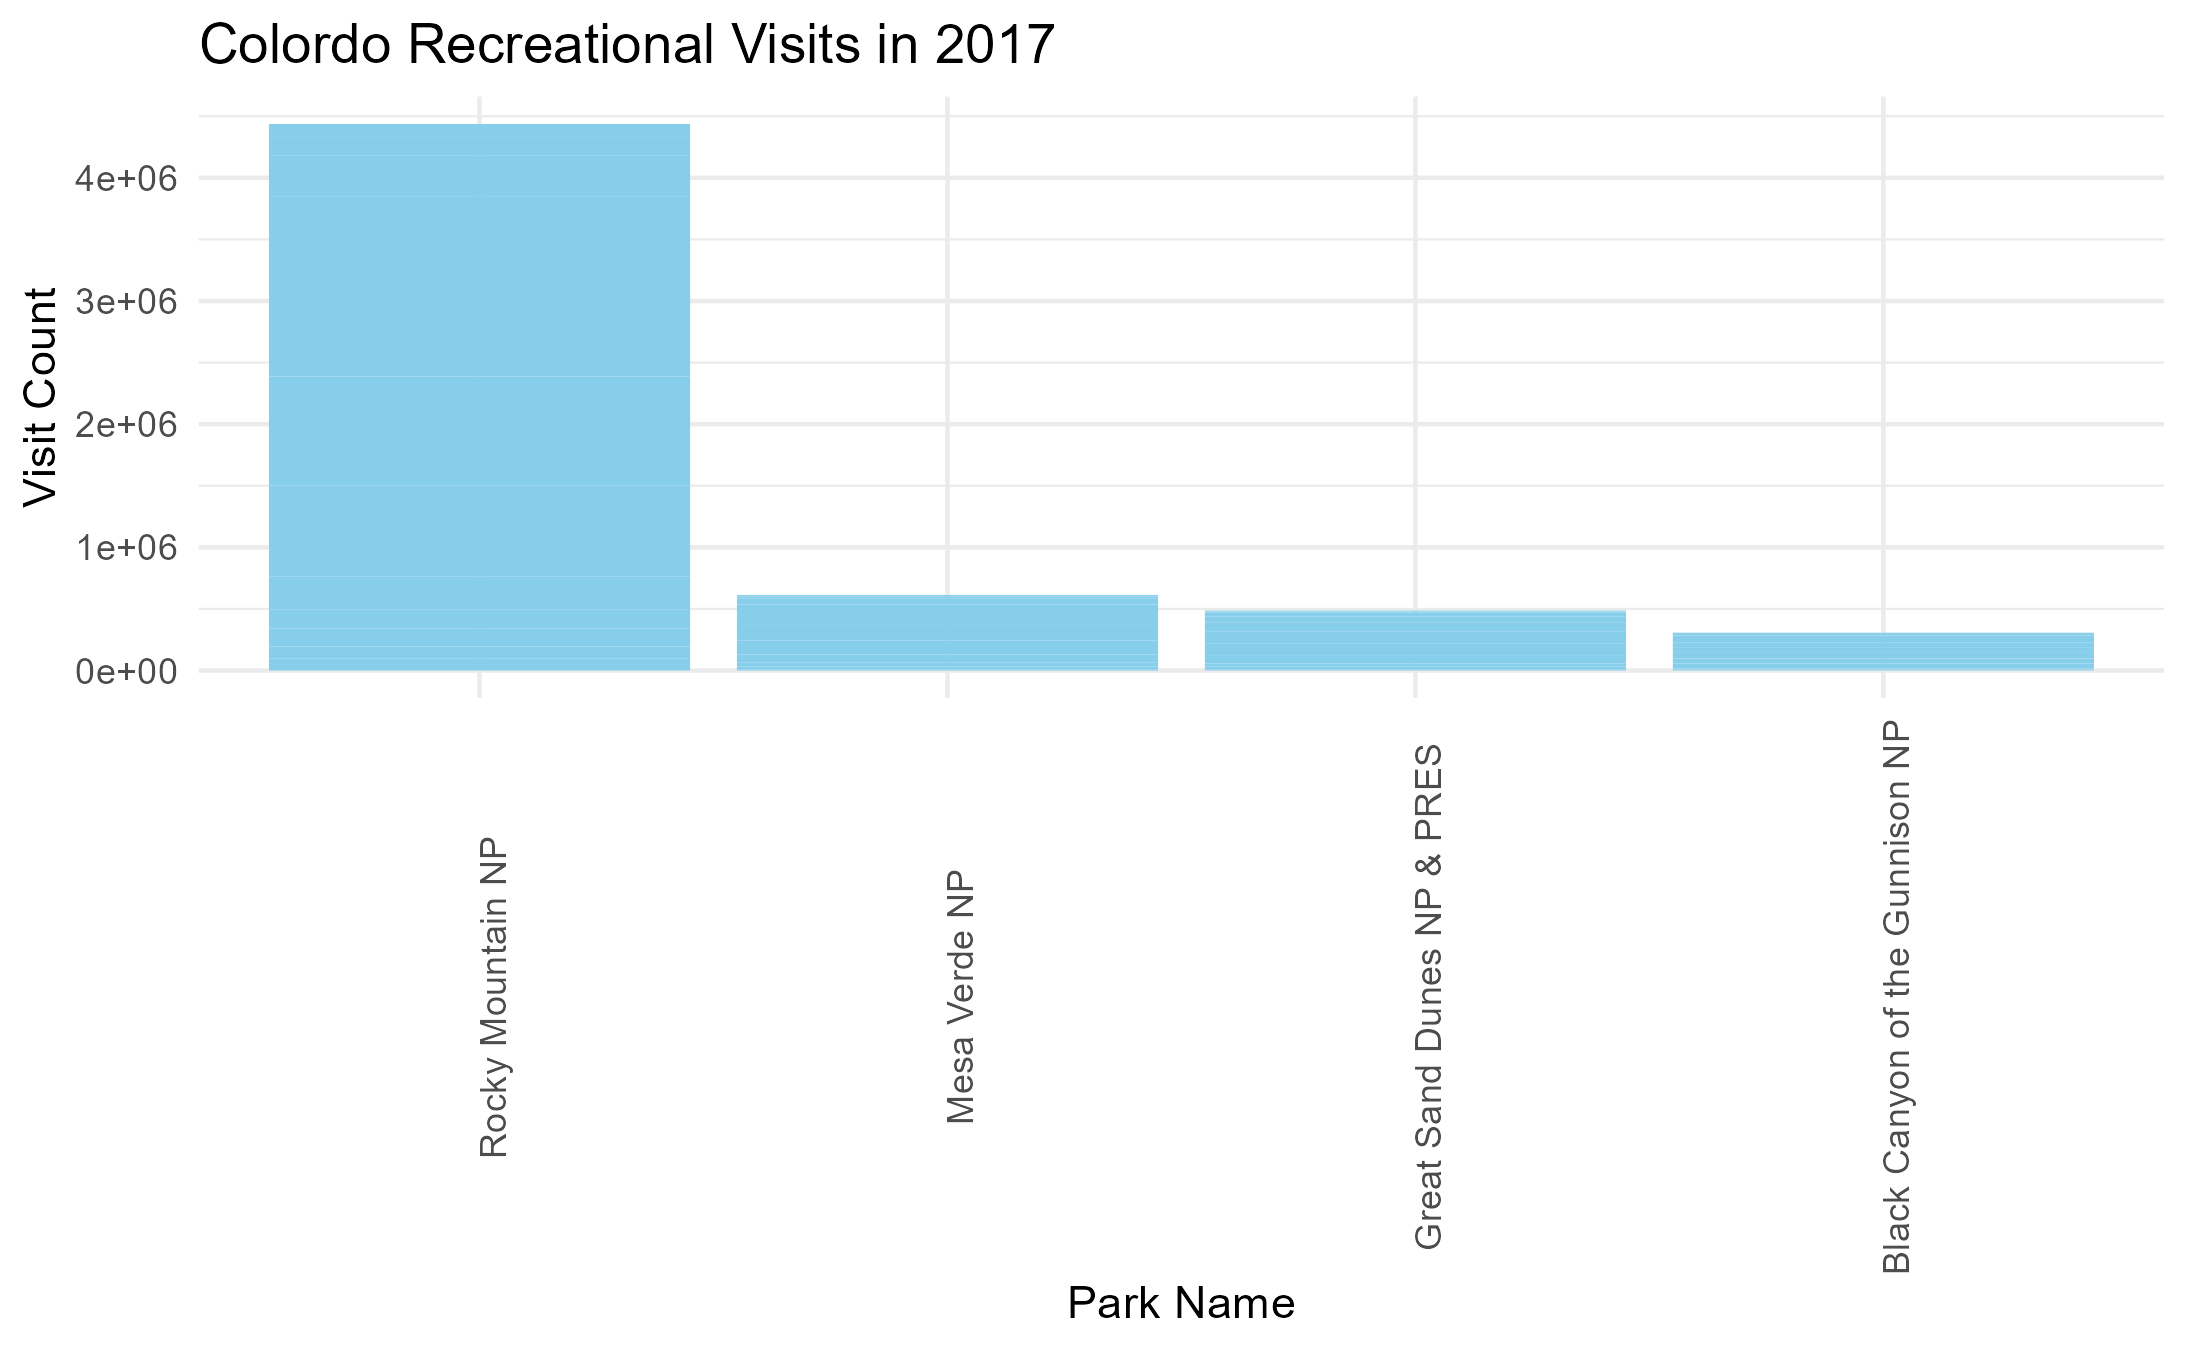 Colordo Recreational Visits in 2017
Visit Count
4e+06
3e+06
2e+06
1e+06
0e+00
Rocky Mountain NP
Mesa Verde NP
Great Sand Dunes NP & PRES
Black Canyon of the Gunnison NP
Park Name